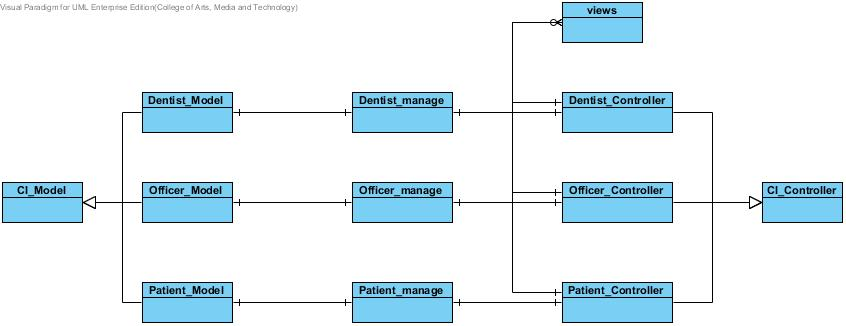 Visual Paradigm for UML Enterprise Edition(College of Arts, Media and Technology)
views
Dentist_Model
Dentist_manage
Dentist_Controller
CI_Model
Officer_Model
Officer_manage
Officer_Controller
CI_Controller
Patient_Model
Patient_manage
Patient_Controller